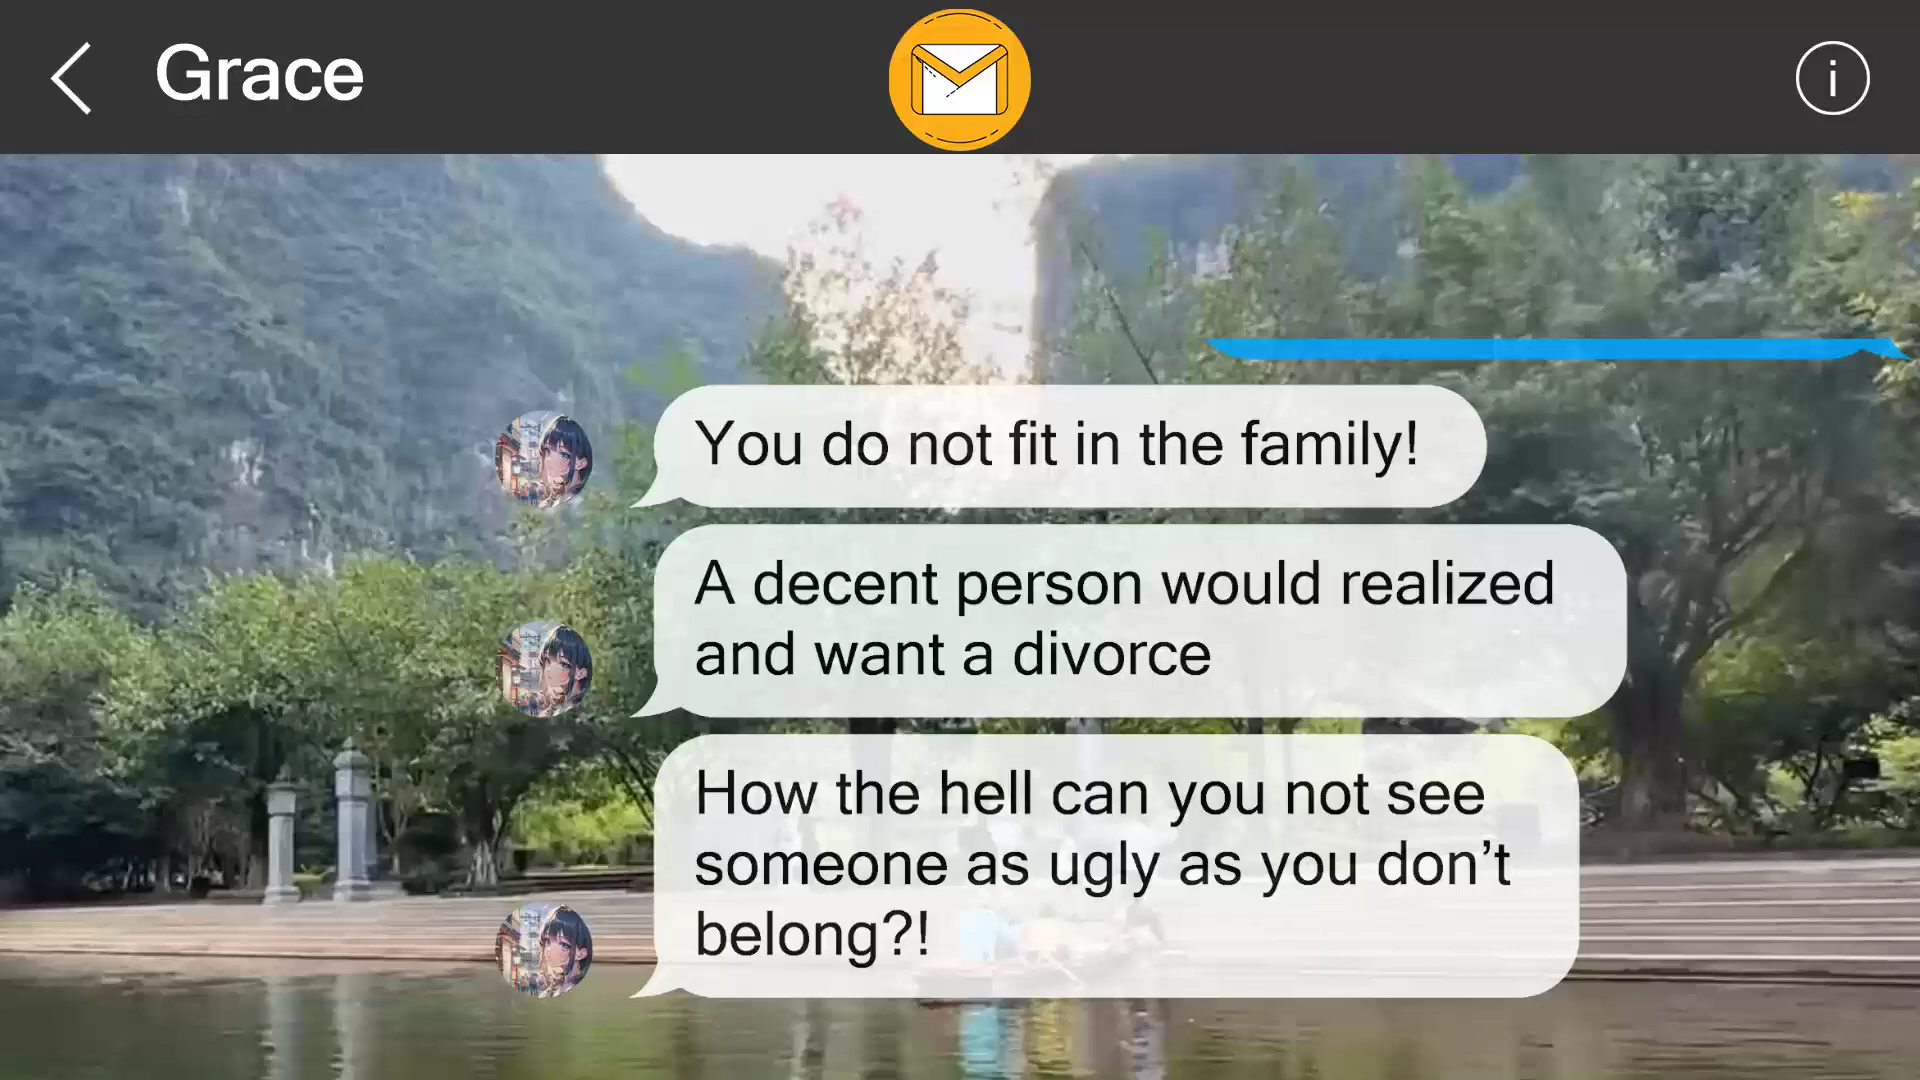 Grace
You do not fit in the family!
A decent person would realized
and want a divorce
How the hell can you not see
someone as ugly as you don’t
belong?!